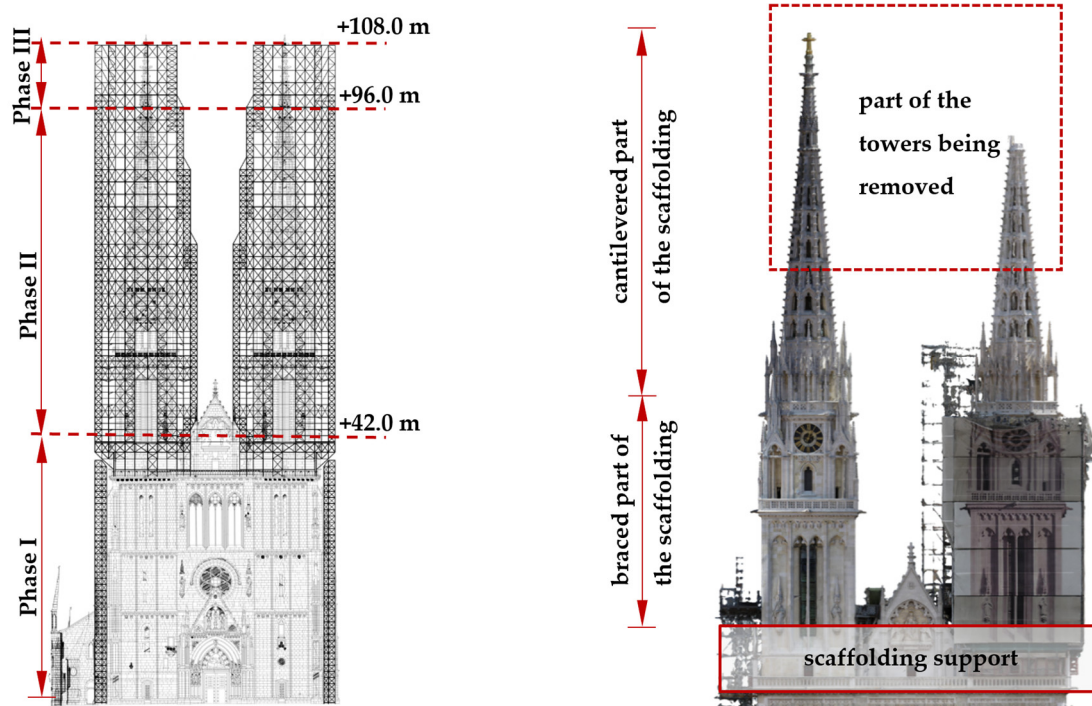 +108.0 m
Phase III
+96.0 m
Phase II
+42.0 m
Phase I
cantilevered part
of the scaffolding
braced part of
the scaffolding
part of the
towers being
removed
scaffolding support